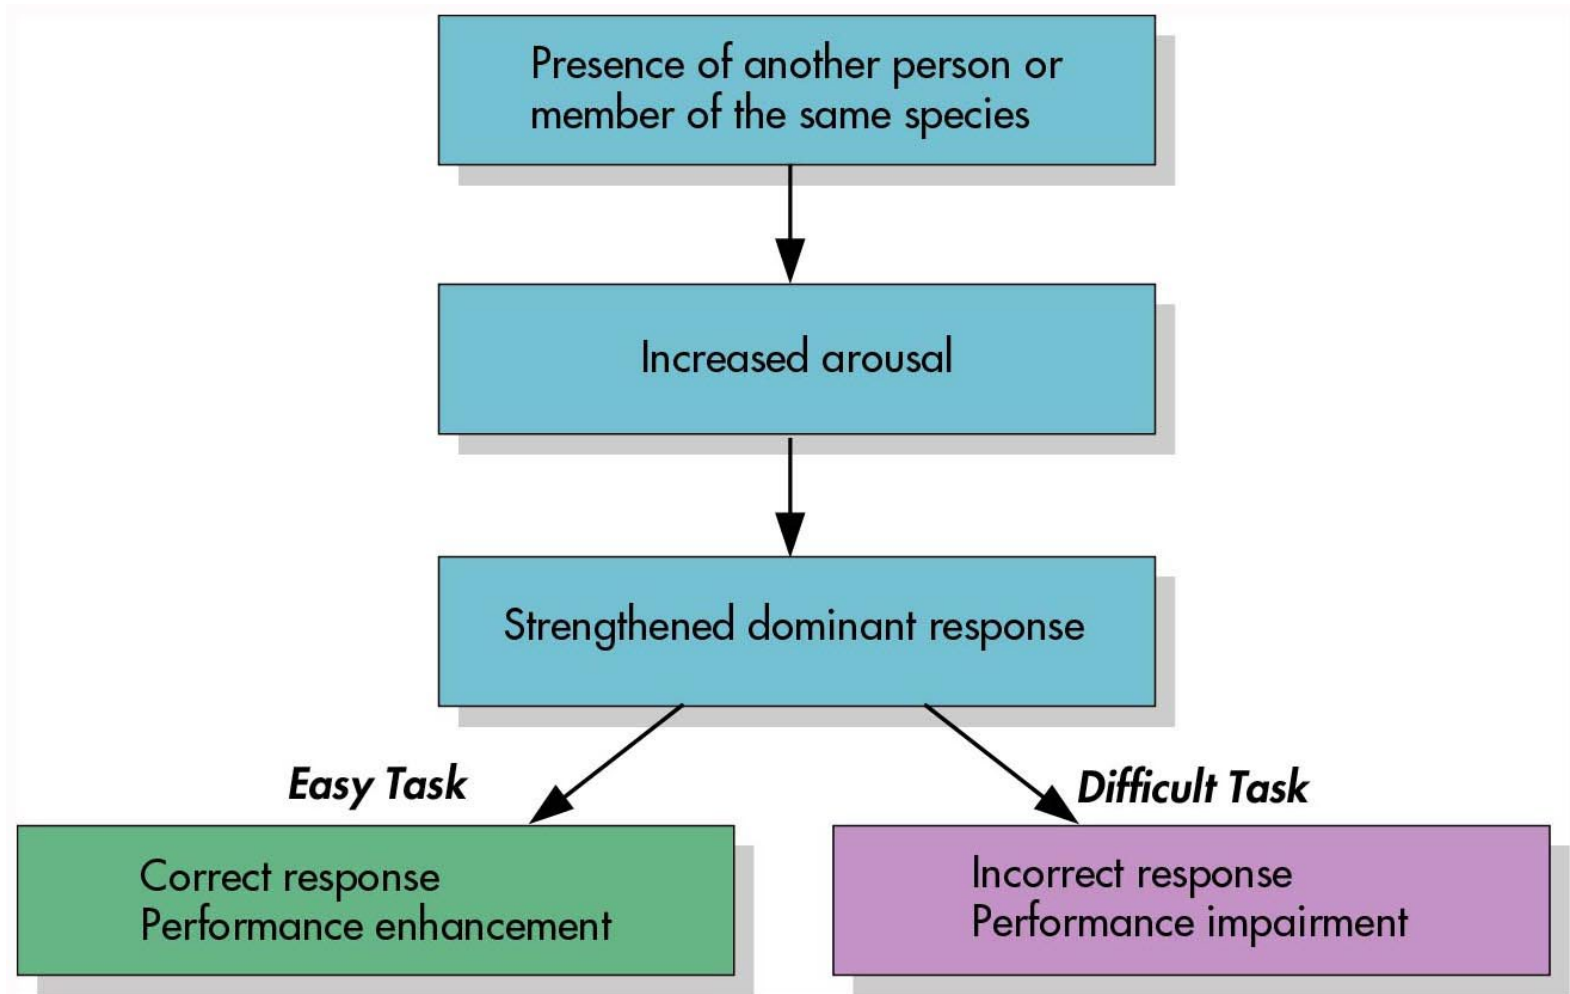 Presence of another person or
member of the same species
Increased arousal
Strengthened dominant response
Easy Task
Difficult Task
Correct response
Performance enhancement
Incorrect response
Performance impairment